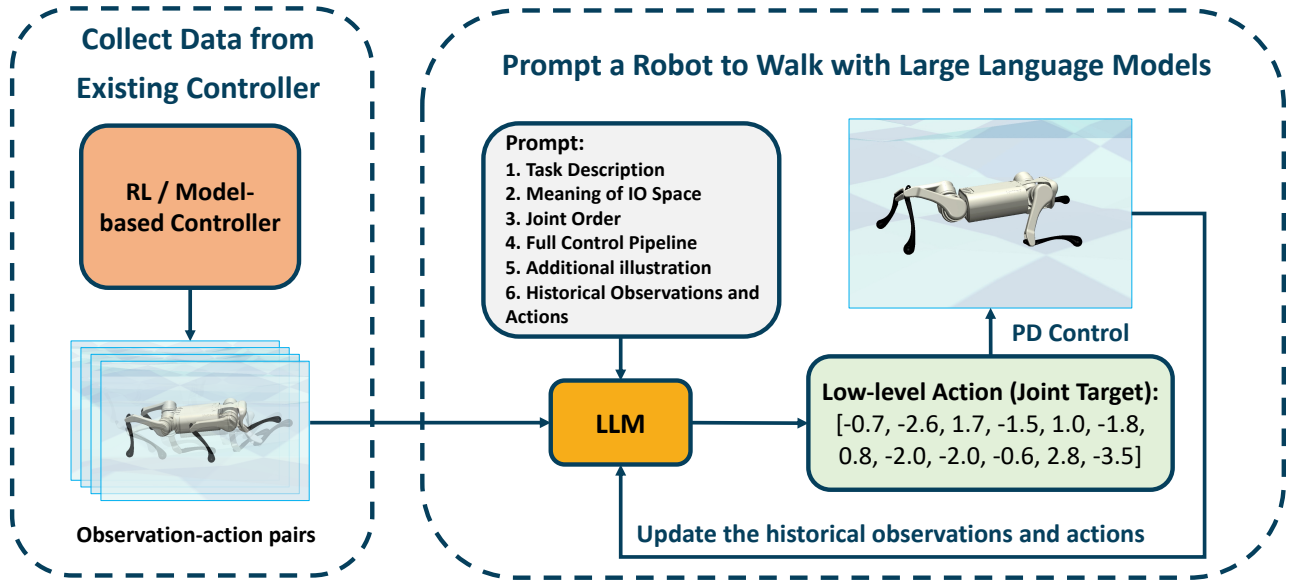 Collect Data from
Existing Controller
RL / Model-
based Controller
Observation-action pairs
Prompt a Robot to Walk with Large Language Models
Prompt:
1. Task Description
2. Meaning of IO Space
3. Joint Order
4. Full Control Pipeline
5. Additional illustration
6. Historical Observations and
Actions
LLM
PD Control
Low-level Action (Joint Target):
[-0.7, -2.6, 1.7, -1.5, 1.0, -1.8,
0.8, -2.0, -2.0, -0.6, 2.8, -3.5]
Update the historical observations and actions